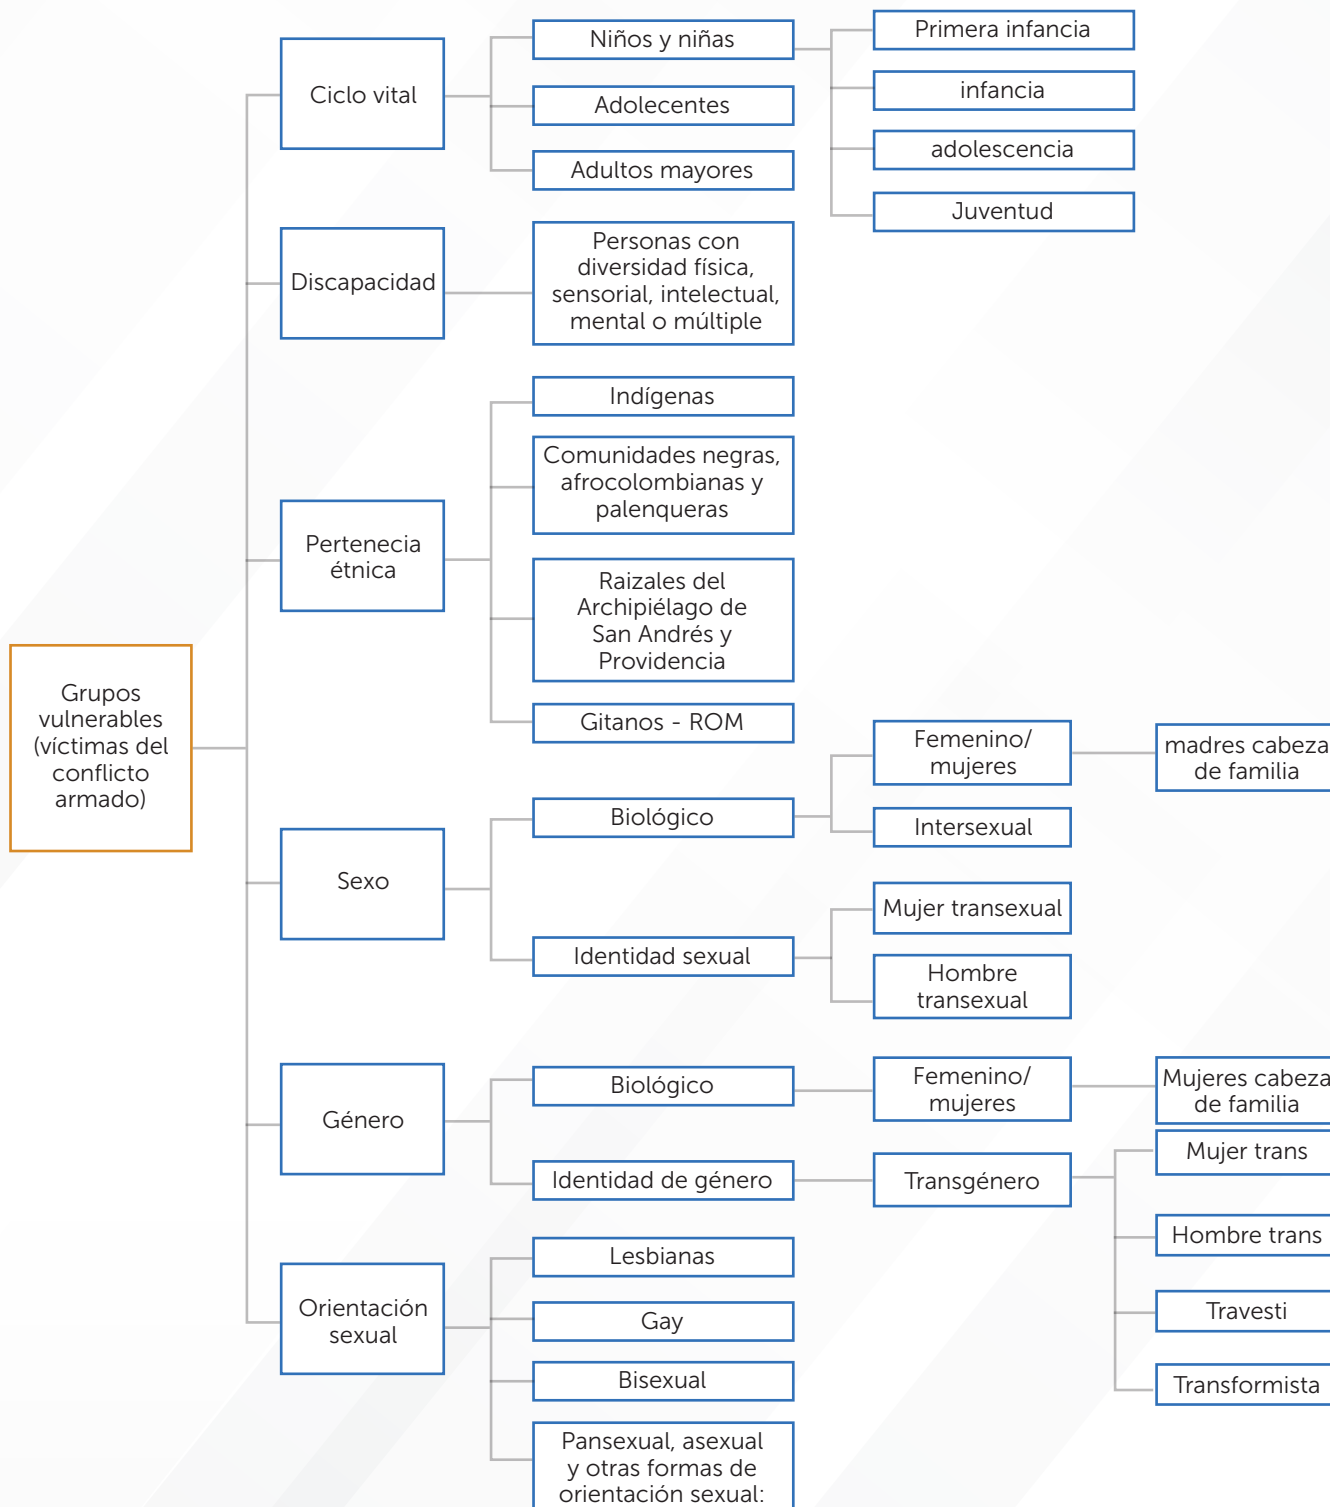 Grupos
vulnerables
(víctimas del
conflicto
armado)
Ciclo vital
Niños y niñas
Primera infancia
infancia
adolescencia
Juventud
Adolecentes
Adultos mayores
Discapacidad
Personas con
diversidad física,
sensorial, intelectual,
mental o múltiple
Pertenecia
étnica
Indígenas
Comunidades negras,
afrocolombianas y
palenqueras
Raizales del
Archipiélago de
San Andrés y
Providencia
Gitanos - ROM
Sexo
Biológico
Femenino/
mujeres
madres cabeza
de familia
Intersexual
Identidad sexual
Mujer transexual
Hombre
transexual
Género
Biológico
Femenino/
mujeres
Mujeres cabeza
de familia
Identidad de género
Transgénero
Mujer trans
Hombre trans
Travesti
Transformista
Orientación
sexual
Lesbianas
Gay
Bisexual
Pansexual, asexual
y otras formas de
orientación sexual: